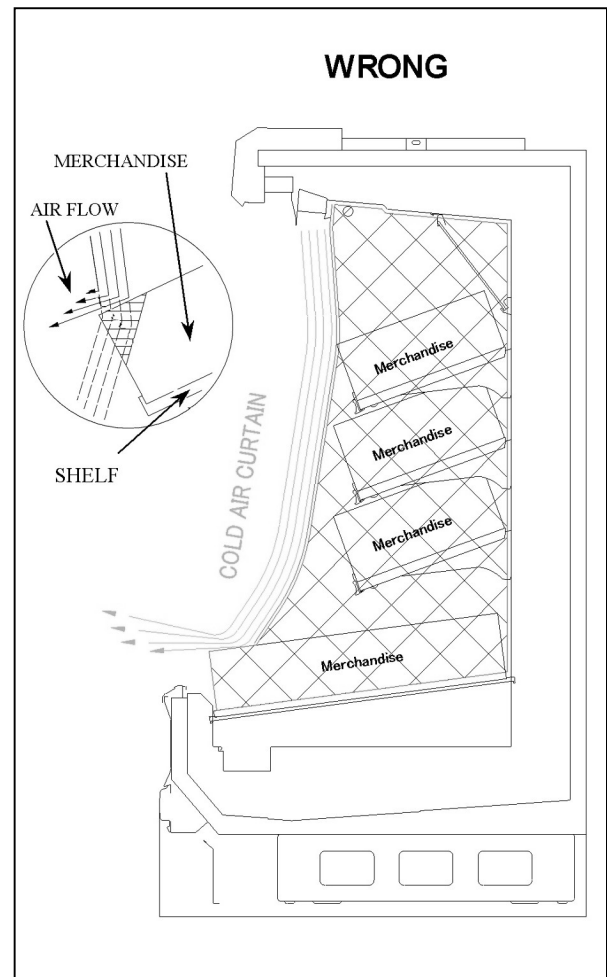 WRONG
MERCHANDISE
AIR FLOW
SHELF
COLD AIR CURTAIN
Merchandise
Merchandise
Merchandise
Merchandise